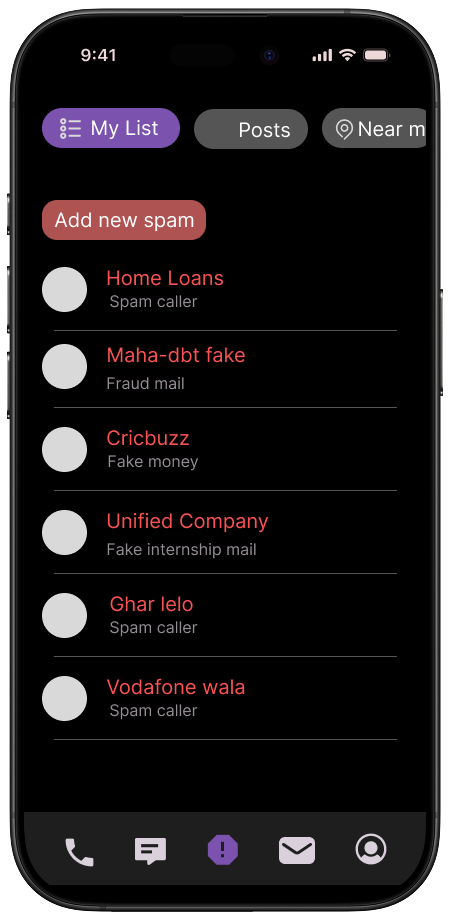 9:41
My List
Posts
Near m
Add new spam
Home Loans
Spam caller
Maha-dbt fake
Fraud mail
Cricbuzz
Fake money
Unified Company
Fake internship mail
Ghar lelo
Spam caller
Vodafone wala
Spam caller